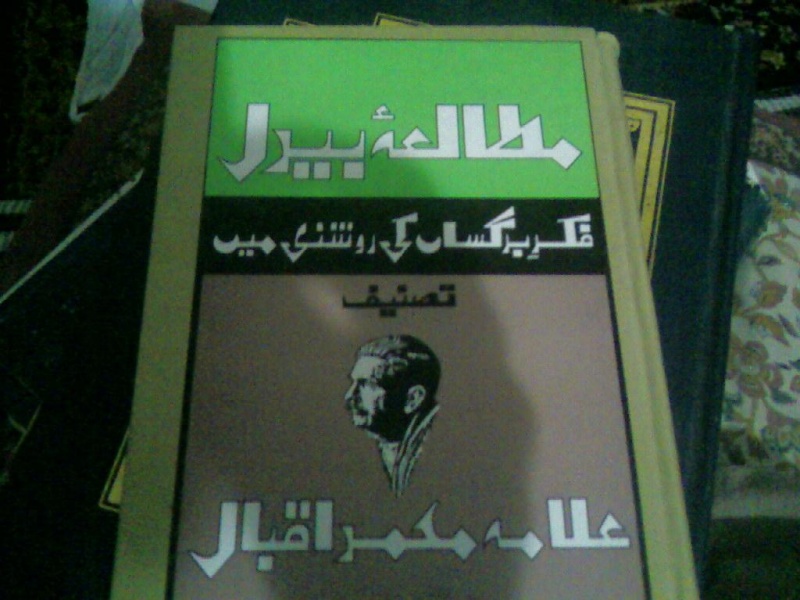 مطالعۂ بیدل
فکرِ برگساں کی روشنی میں
تصنیف
علامہ محمد اقبال